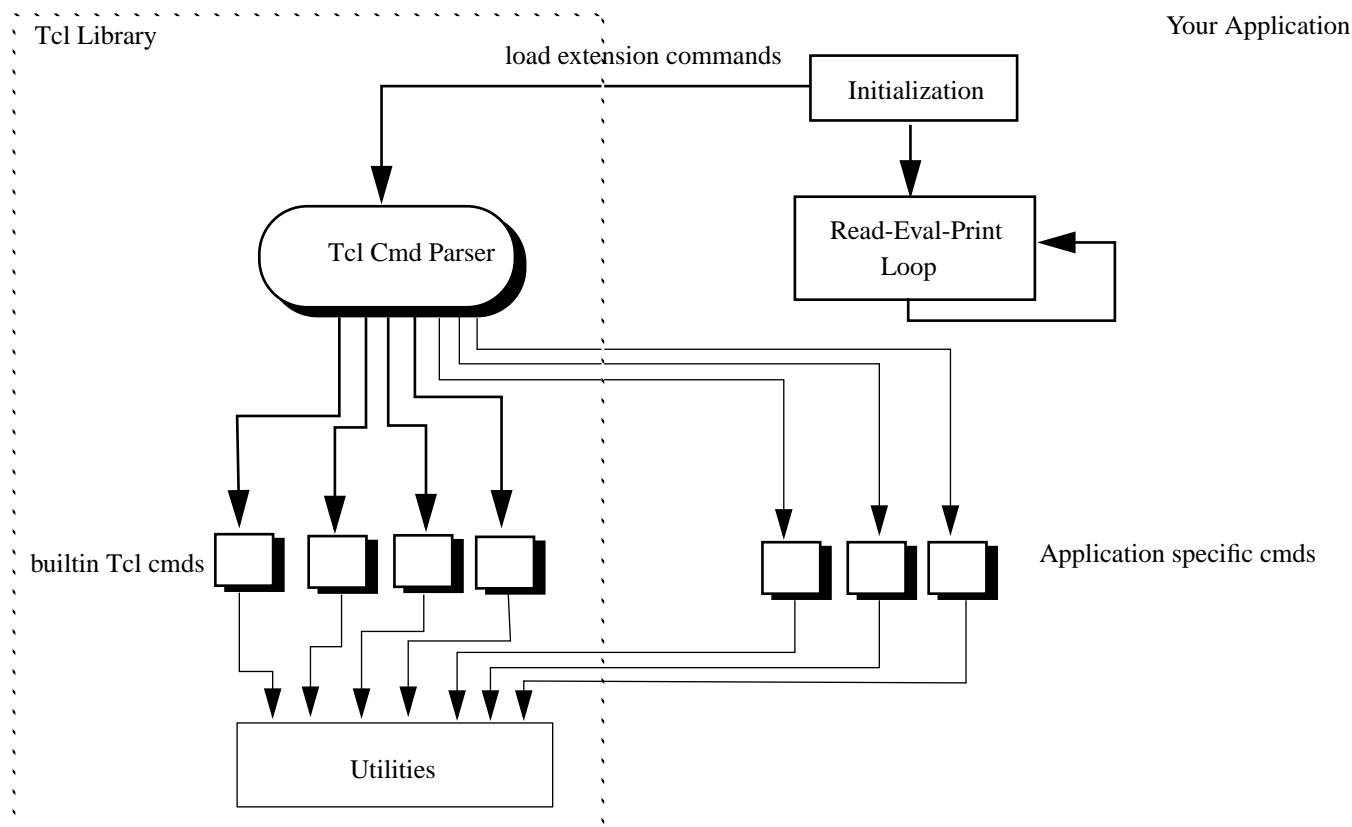 Tcl Library
Your Application
load extension commands
Initialization
Tcl Cmd Parser
Read-Eval-Print
Loop
builtin Tcl cmds
Application specific cmds
Utilities